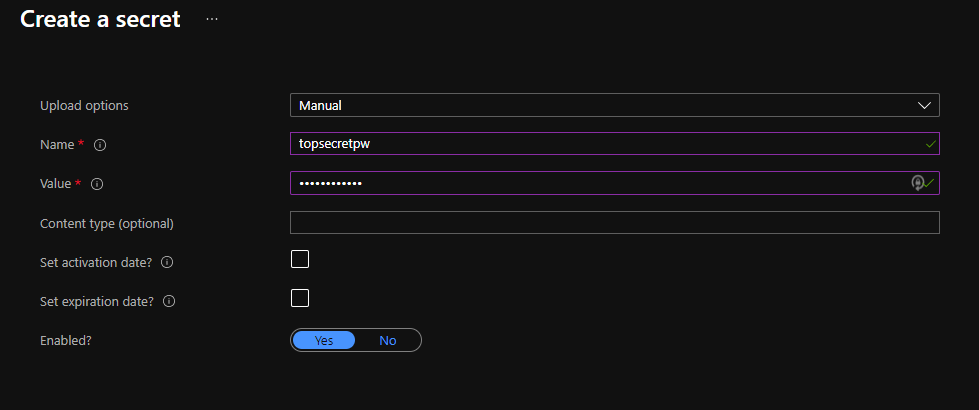 Create a secret ...
Upload options Manual
Name * topsecretpw
Value * ••••••••••••
Content type (optional)
Set activation date?
Set expiration date?
Enabled? Yes No